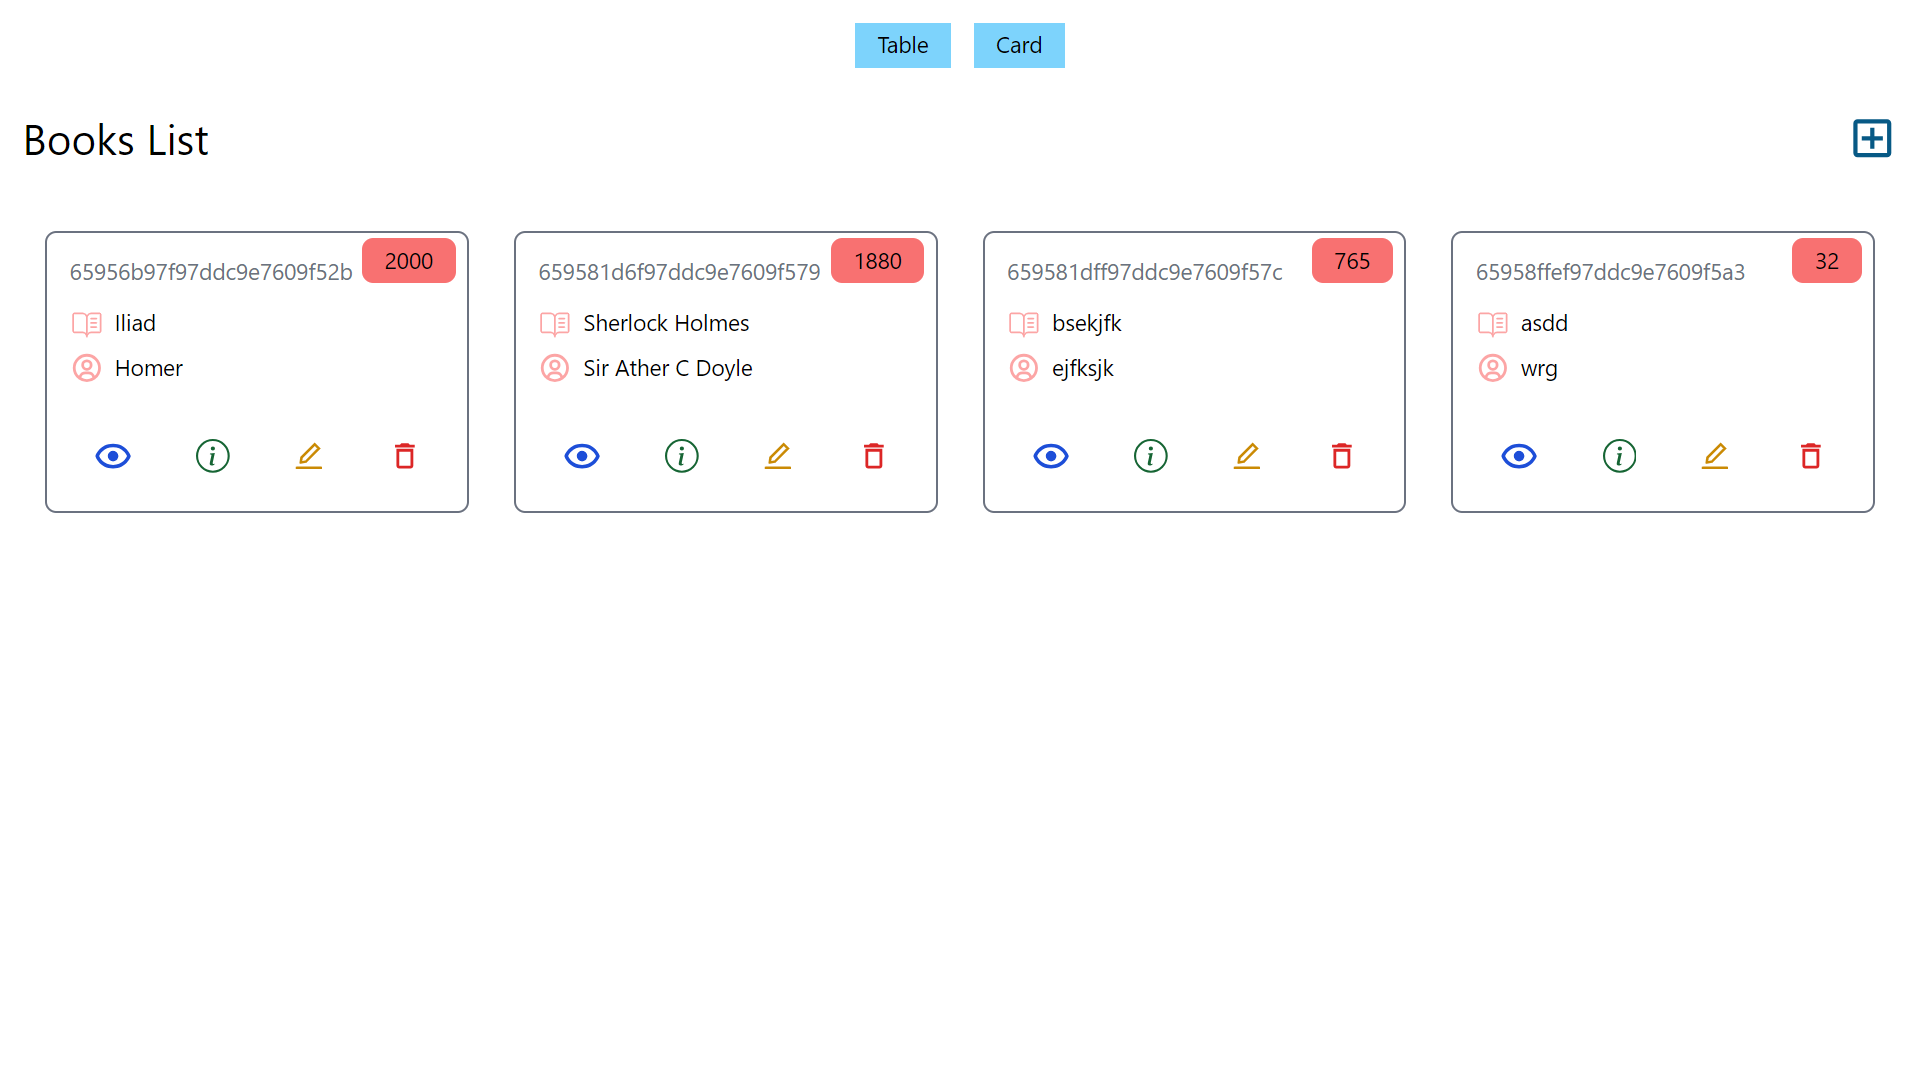 Table Card
Books List
65956b97f97ddc9e7609f52b 2000
Iliad
Homer
659581d6f97ddc9e7609f579 1880
Sherlock Holmes
Sir Ather C Doyle
659581dff97ddc9e7609f57c 765
bsekjfk
ejfksjk
65958ffef97ddc9e7609f5a3 32
asdd
wrg